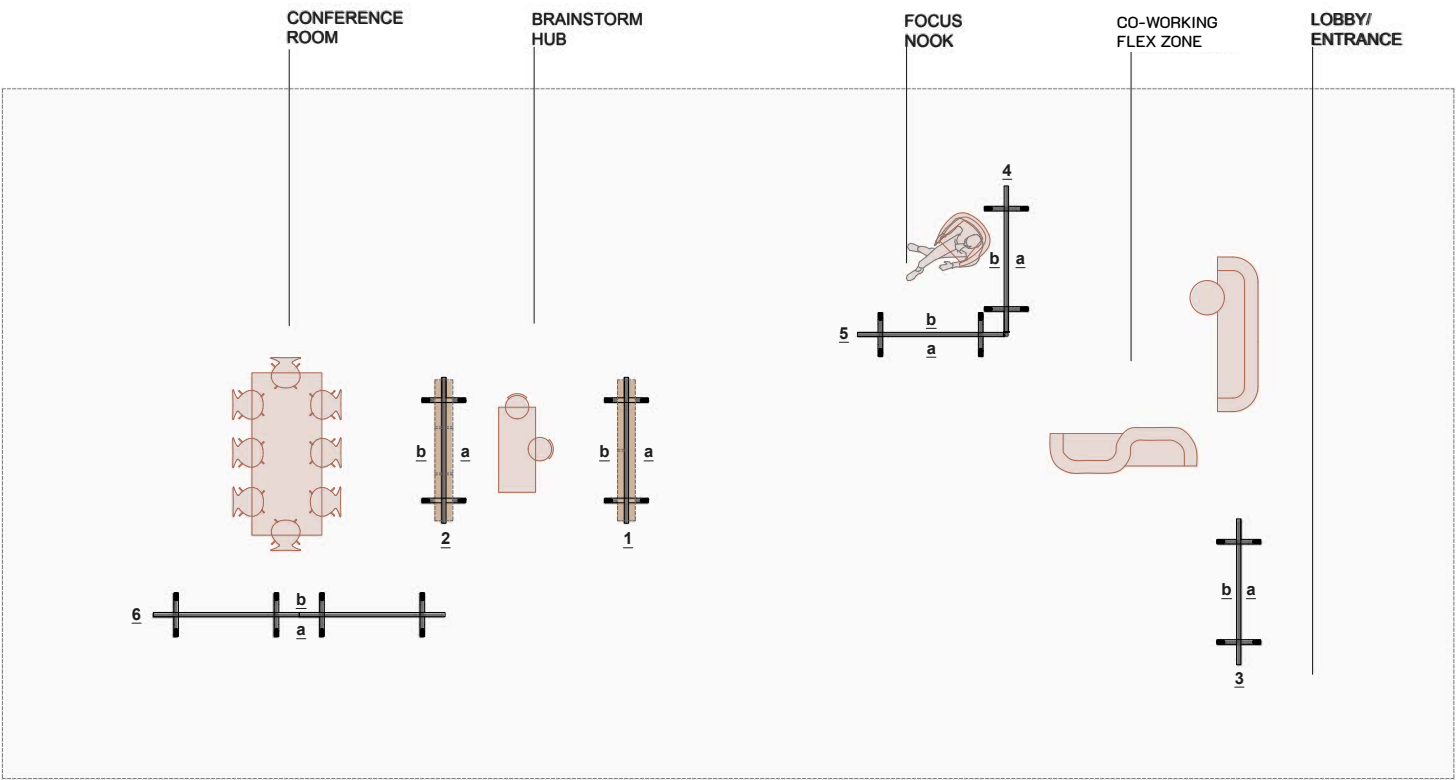 CONFERENCE
ROOM
BRAINSTORM
HUB
FOCUS
NOOK
CO-WORKING
FLEX ZONE
LOBBY/
ENTRANCE
4
b a
b
5
a
b a
2
b a
1
b
6
a
b a
3